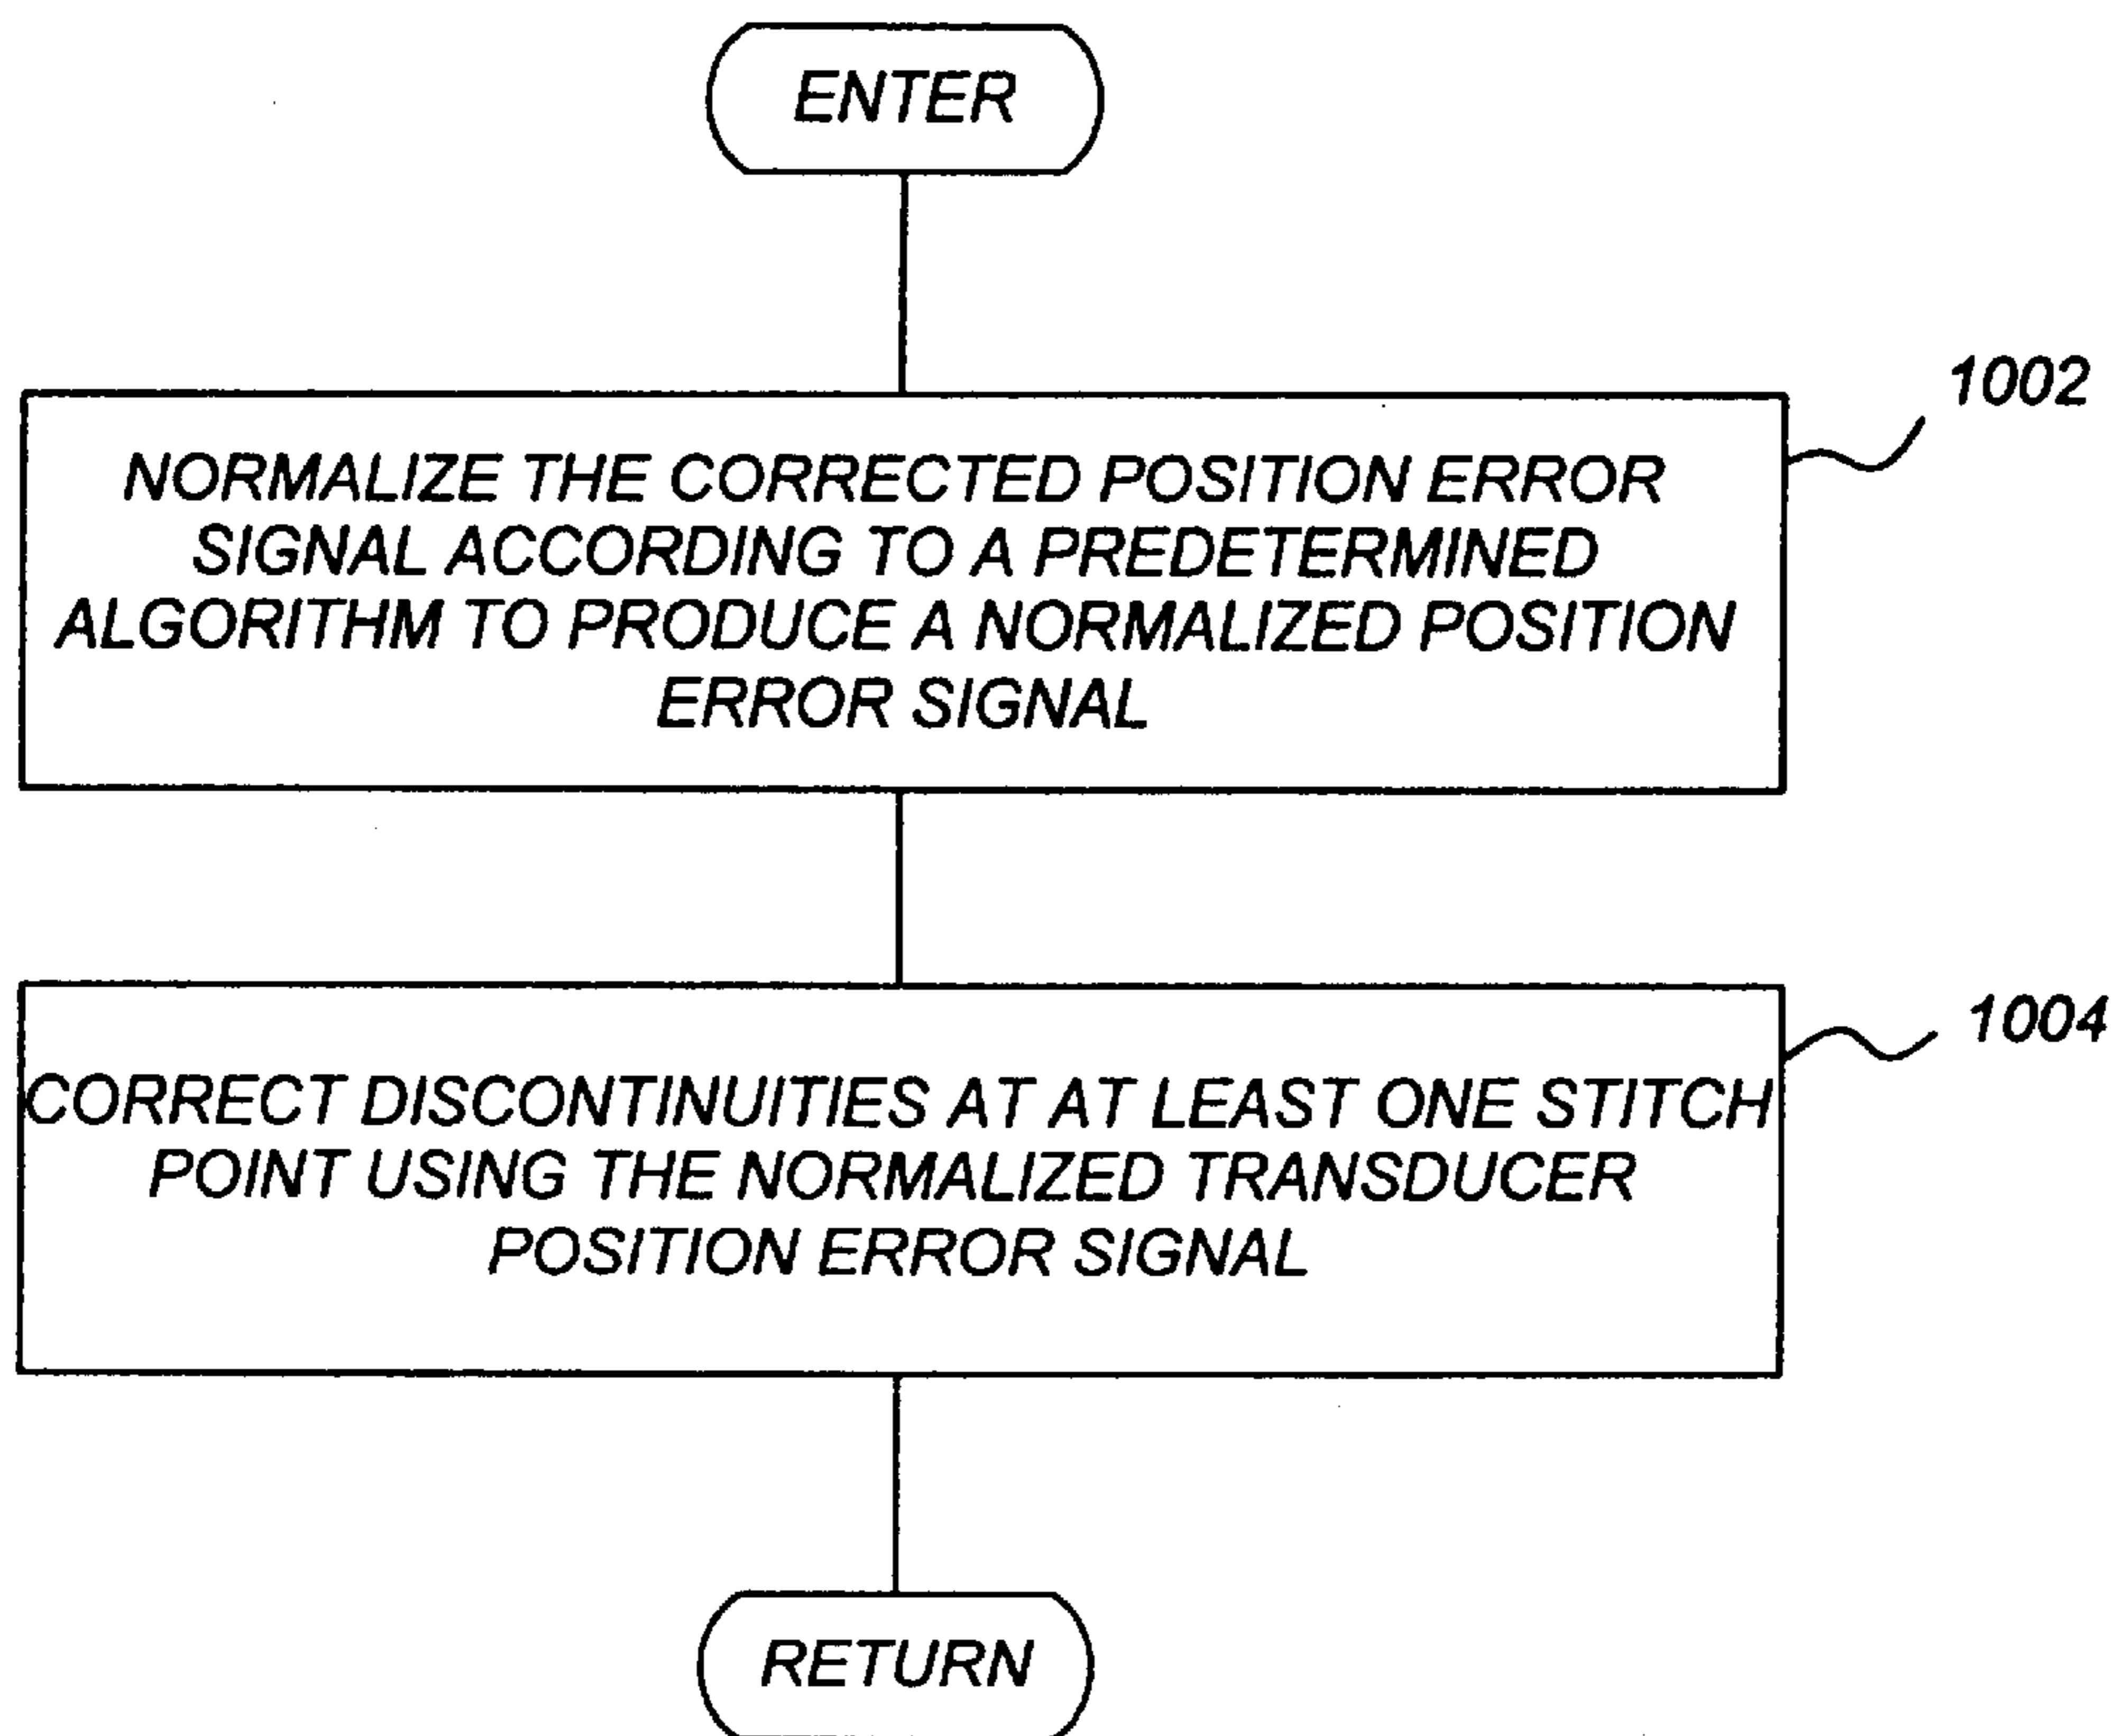 ENTER
1002
NORMALIZE THE CORRECTED POSITION ERROR
SIGNAL ACCORDING TO A PREDETERMINED
ALGORITHM TO PRODUCE A NORMALIZED POSITION
ERROR SIGNAL
1004
CORRECT DISCONTINUITIES AT AT LEAST ONE STITCH
POINT USING THE NORMALIZED TRANSDUCER
POSITION ERROR SIGNAL
RETURN